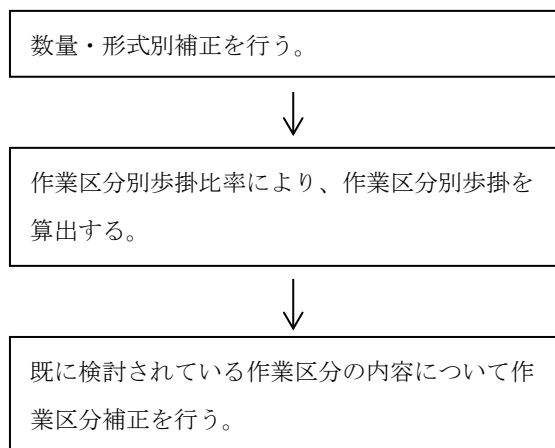 数量・形式別補正を行う。
作業区分別歩掛比率により、作業区分別歩掛を
算出する。
既に検討されている作業区分の内容について作
業区分補正を行う。